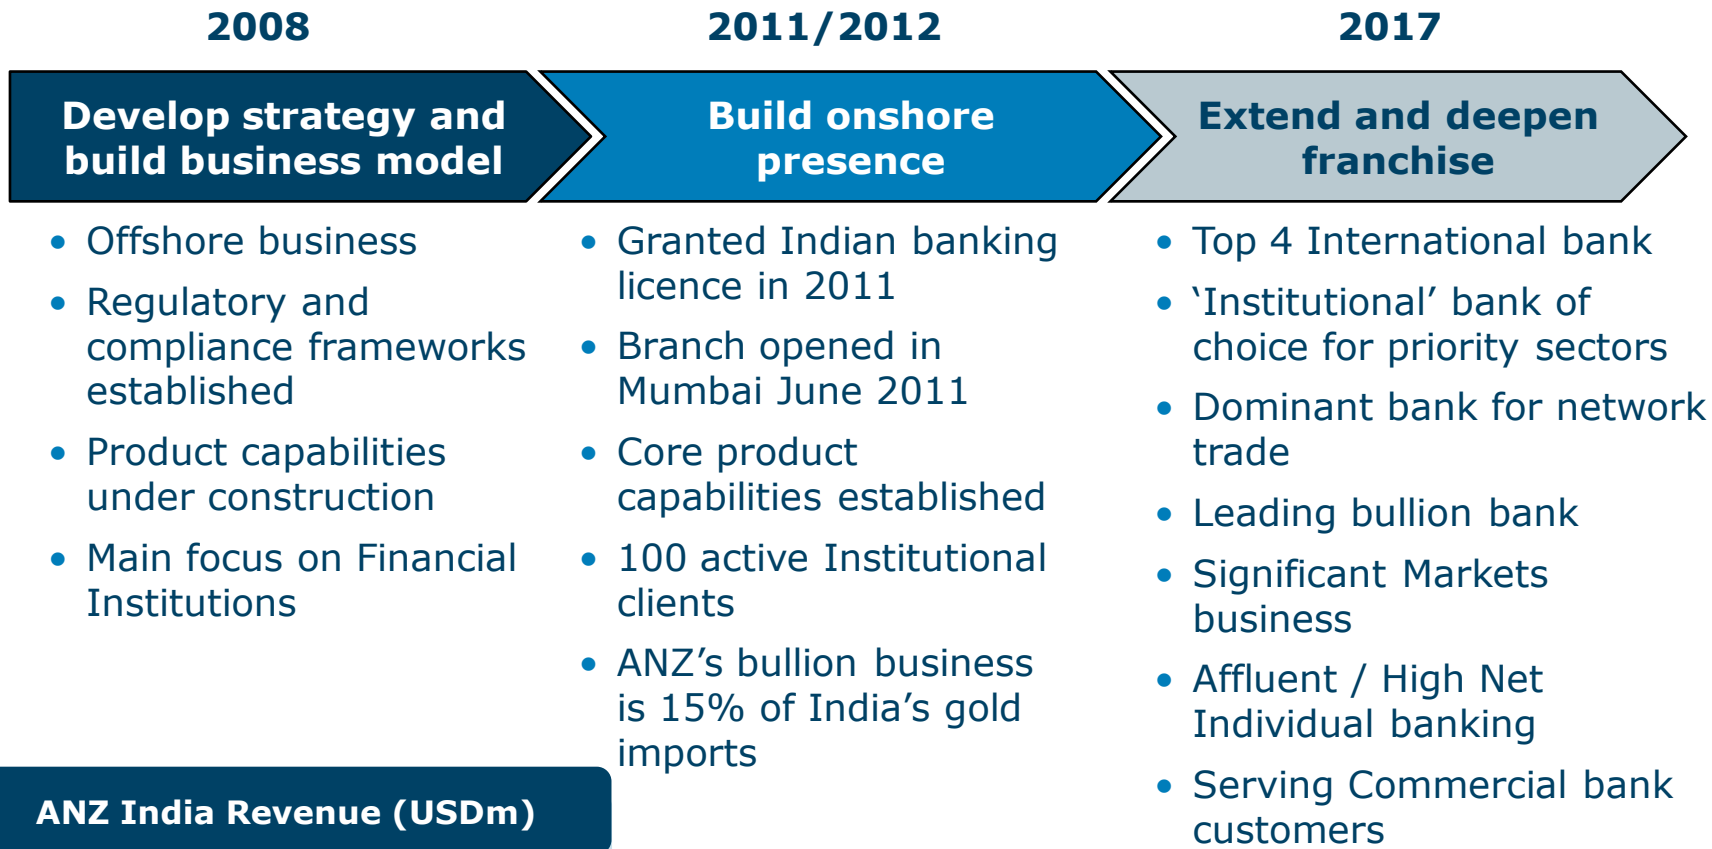 2008
2011/2012
2017
Develop strategy and
build business model
Build onshore
presence
Extend and deepen
franchise
• Offshore business
• Regulatory and
compliance frameworks
established
• Product capabilities
under construction
• Main focus on Financial
Institutions
• Granted Indian banking
licence in 2011
• Branch opened in
Mumbai June 2011
• Core product
capabilities established
• 100 active Institutional
clients
• ANZ’s bullion business
is 15% of India’s gold
imports
• Top 4 International bank
• ‘Institutional’ bank of
choice for priority sectors
• Dominant bank for network
trade
• Leading bullion bank
• Significant Markets
business
• Affluent / High Net
Individual banking
• Serving Commercial bank
customers
ANZ India Revenue (USDm)